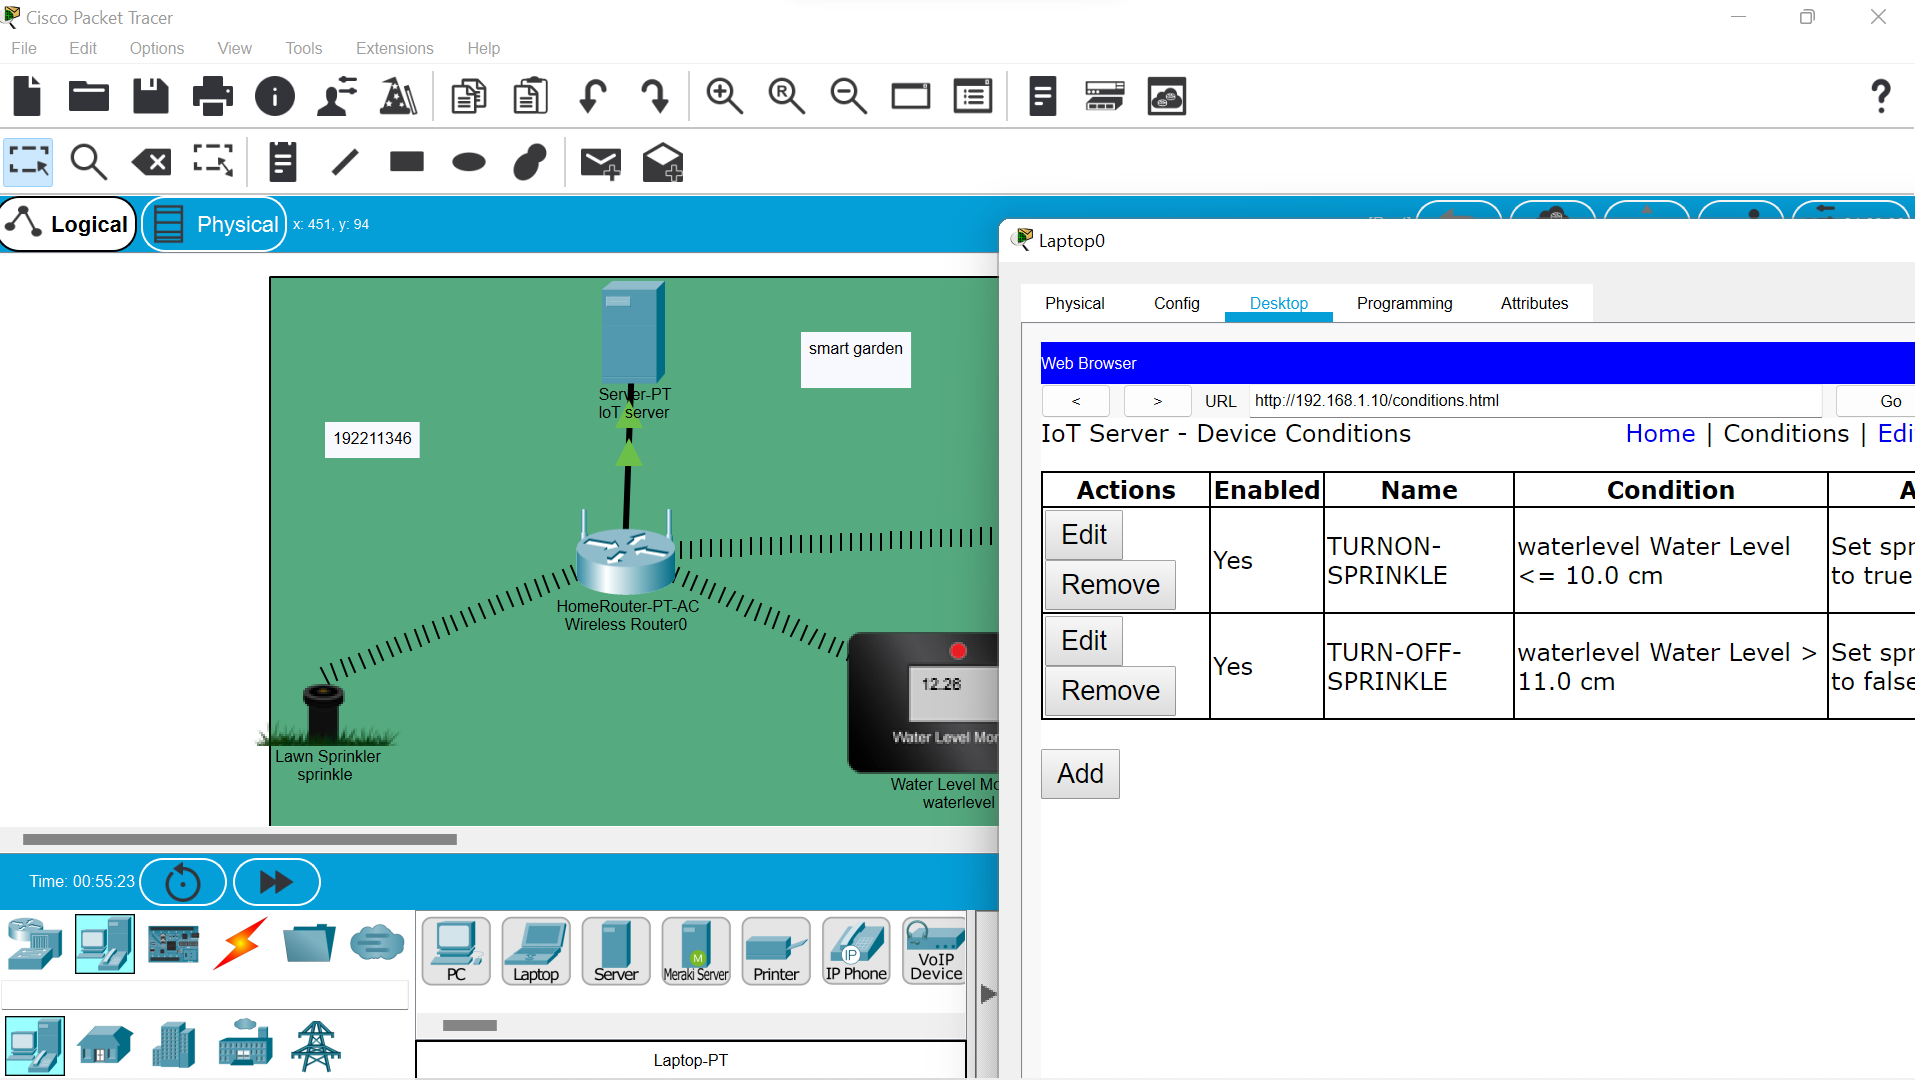 Cisco Packet Tracer
File Edit Options View Tools Extensions Help
Logical Physical x: 451, y: 94
Server-PT
IoT server
smart garden
192211346
HomeRouter-PT-AC
Wireless Router0
12.26
Water Level Mon
Water Level Mo
waterlevel
Lawn Sprinkler
sprinkle
Time: 00:55:23
PC Laptop Server Meraki Server Printer IP Phone VoIP Device
Laptop-PT
Laptop0
Physical Config Desktop Programming Attributes
Web Browser
< > URL http://192.168.1.10/conditions.html Go
IoT Server - Device Conditions Home | Conditions | Edi
Actions Enabled Name Condition A
Edit
Remove
Yes
TURNON-
SPRINKLE
waterlevel Water Level
<= 10.0 cm
Set spr
to true
Edit
Remove
Yes
TURN-OFF-
SPRINKLE
waterlevel Water Level >
11.0 cm
Set spr
to false
Add